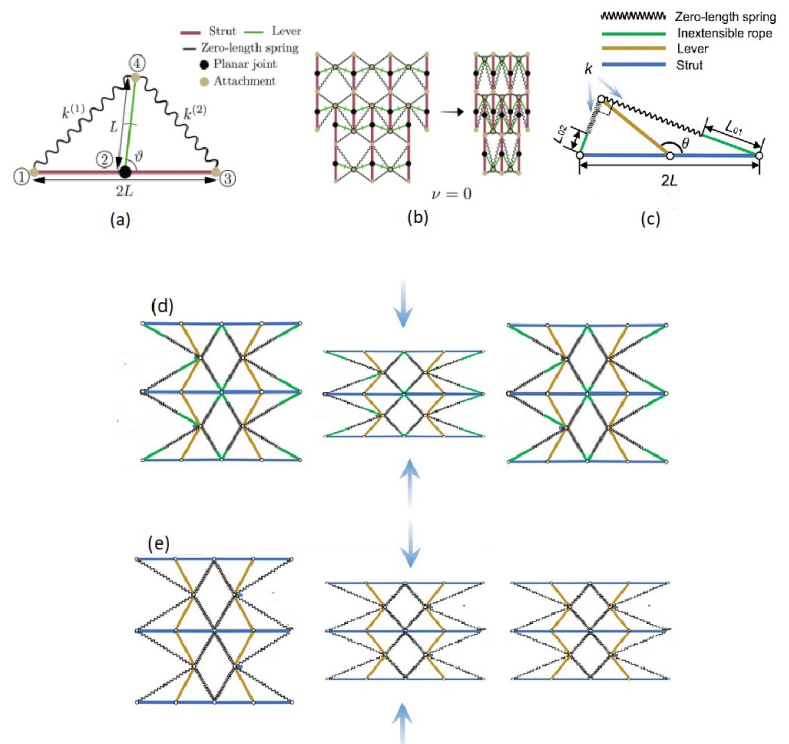 Strut Lever
Zero-length spring
Planar joint
Attachment
④
k⁽¹⁾
k⁽²⁾
L
②
ϑ
①
③
2L
(a)
ν = 0
(b)
Zero-length spring
Inextensible rope
Lever
Strut
k
L₀₁
L₀₂
θ
2L
(c)
(d)
(e)